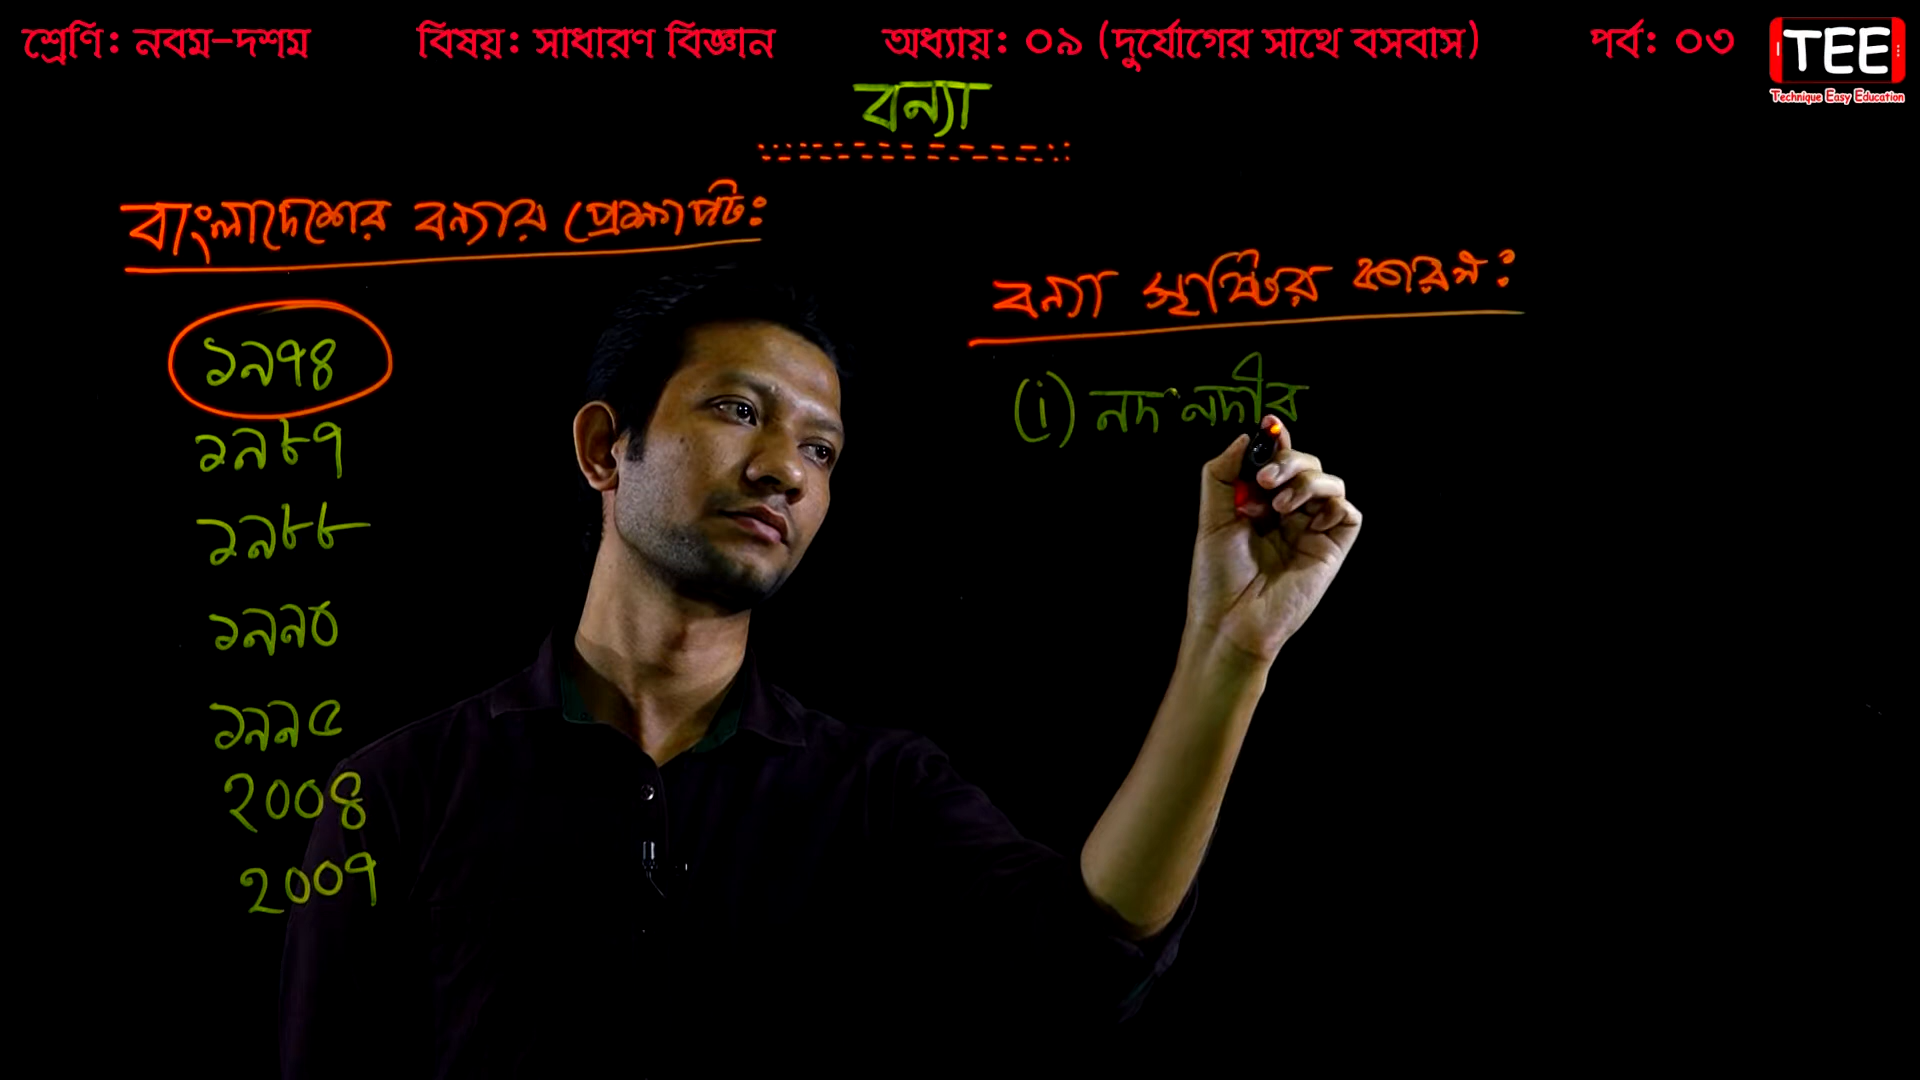 শ্রেণি: নবম-দশম বিষয়: সাধারণ বিজ্ঞান অধ্যায়: ০৯ (দুর্যোগের সাথে বসবাস) পর্ব: ০৩
TEE
Technique Easy Education
বন্যা
বাংলাদেশের বন্যার প্রেক্ষাপট:
১৯৭৪
১৯৮৭
১৯৮৮
১৯৯০
১৯৯৫
২০০৪
২০০৭
বন্যা সৃষ্টির কারণ:
(i) নদ-নদীর